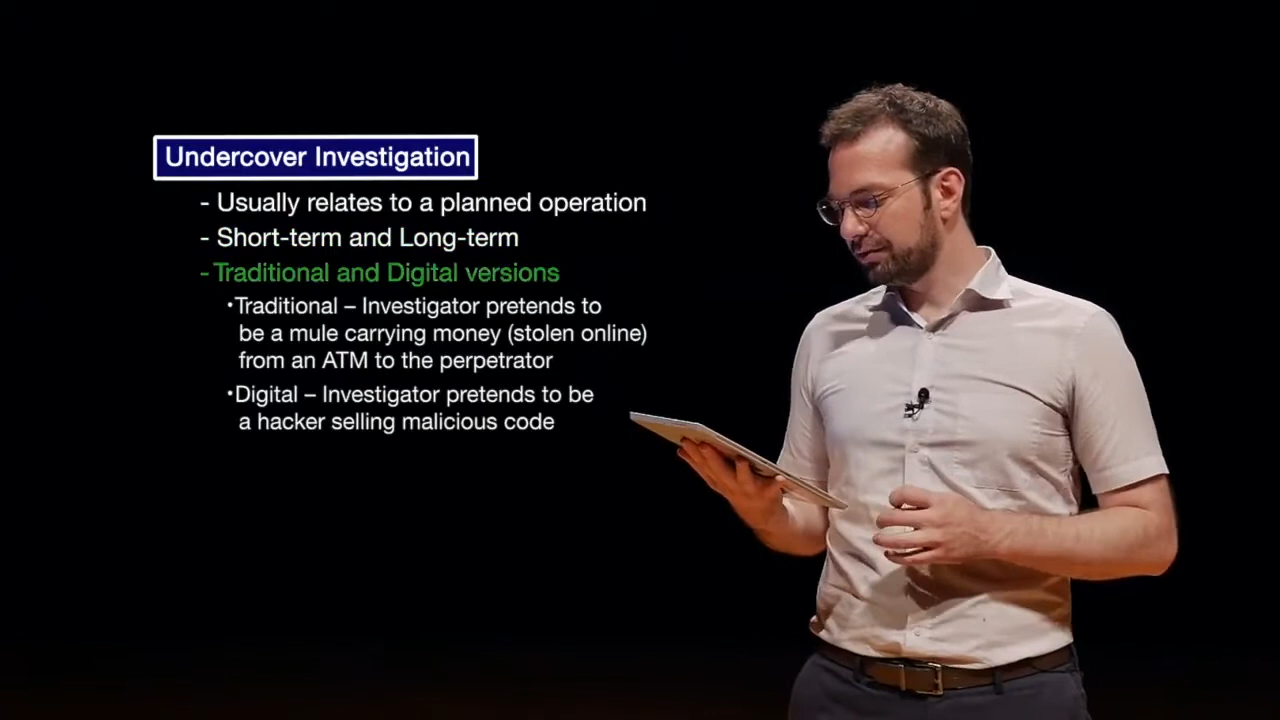 Undercover Investigation
- Usually relates to a planned operation
- Short-term and Long-term
- Traditional and Digital versions
•Traditional – Investigator pretends to
be a mule carrying money (stolen online)
from an ATM to the perpetrator
•Digital – Investigator pretends to be
a hacker selling malicious code